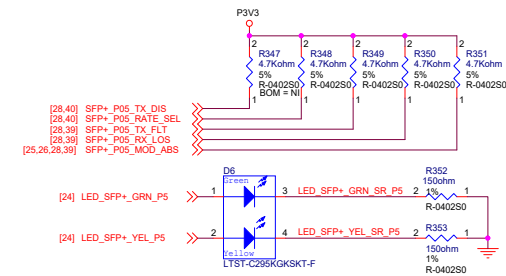 P3V3
2 2 2 2 2
R347 R348 R349 R350 R351
4.7Kohm 4.7Kohm 4.7Kohm 4.7Kohm 4.7Kohm
5% 5% 5% 5% 5%
R-0402S0 R-0402S0 R-0402S0 R-0402S0 R-0402S0
BOM = NI
1 1 1 1 1
[28,40] SFP+_P05_TX_DIS
[28,40] SFP+_P05_RATE_SEL
[28,39] SFP+_P05_TX_FLT
[28,39] SFP+_P05_RX_LOS
[25,26,28,39] SFP+_P05_MOD_ABS
D6
Green
R352
150ohm
[24] LED_SFP+_GRN_P5 1 3 LED_SFP+_GRN_SR_P5 2 1
1%
R-0402S0
R353
[24] LED_SFP+_YEL_P5 2 4 LED_SFP+_YEL_SR_P5 2 1
150ohm
Yellow
1%
LTST-C295KGKSKT-F
R-0402S0